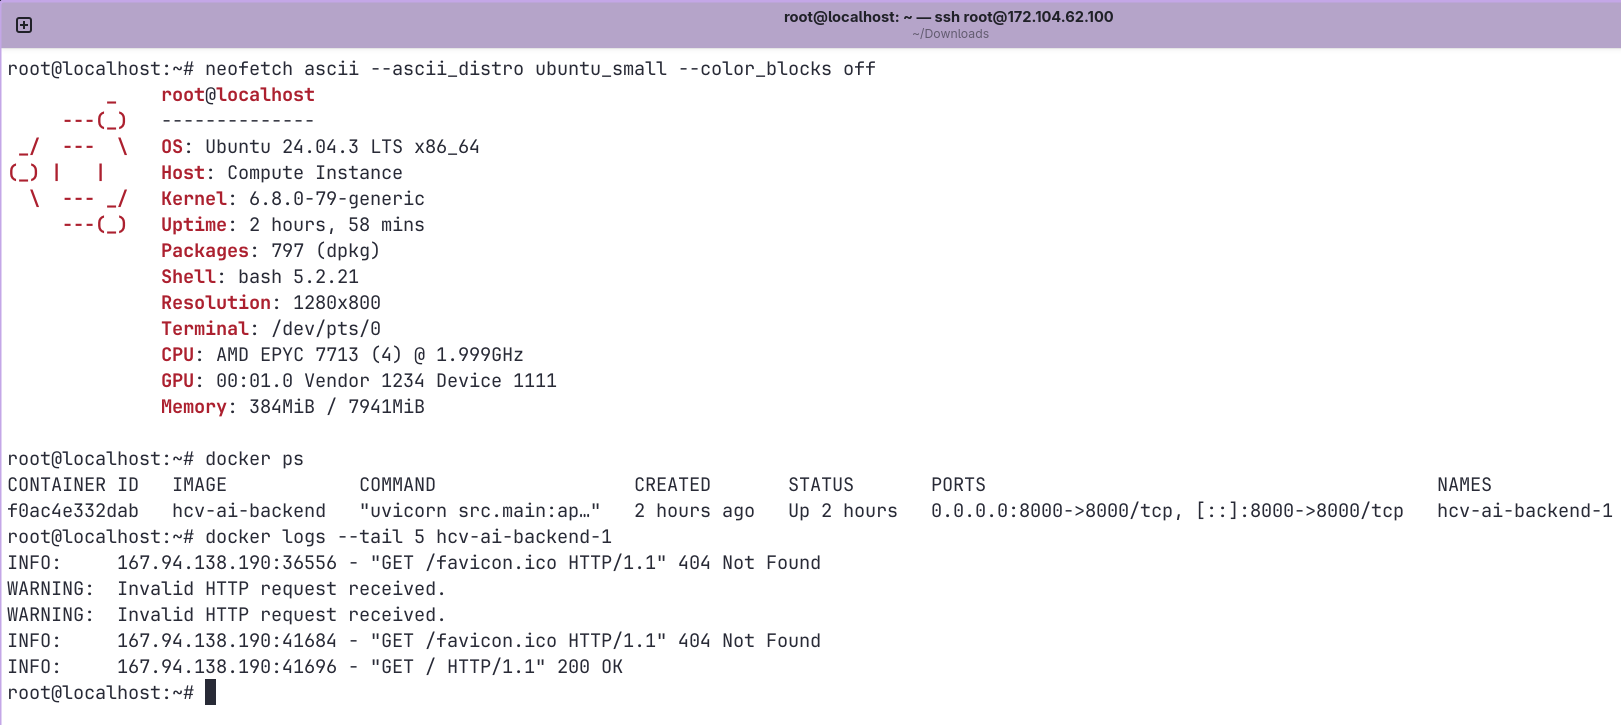 root@localhost: ~ — ssh root@172.104.62.100
~/Downloads
root@localhost:~# neofetch ascii --ascii_distro ubuntu_small --color_blocks off
         _     root@localhost
     ---(_)    --------------
 _/  ---  \    OS: Ubuntu 24.04.3 LTS x86_64
(_) |   |      Host: Compute Instance
  \  --- _/    Kernel: 6.8.0-79-generic
     ---(_)    Uptime: 2 hours, 58 mins
               Packages: 797 (dpkg)
               Shell: bash 5.2.21
               Resolution: 1280x800
               Terminal: /dev/pts/0
               CPU: AMD EPYC 7713 (4) @ 1.999GHz
               GPU: 00:01.0 Vendor 1234 Device 1111
               Memory: 384MiB / 7941MiB
root@localhost:~# docker ps
CONTAINER ID   IMAGE            COMMAND                  CREATED       STATUS       PORTS                                         NAMES
f0ac4e332dab   hcv-ai-backend   "uvicorn src.main:ap…"   2 hours ago   Up 2 hours   0.0.0.0:8000->8000/tcp, [::]:8000->8000/tcp   hcv-ai-backend-1
root@localhost:~# docker logs --tail 5 hcv-ai-backend-1
INFO:     167.94.138.190:36556 - "GET /favicon.ico HTTP/1.1" 404 Not Found
WARNING:  Invalid HTTP request received.
WARNING:  Invalid HTTP request received.
INFO:     167.94.138.190:41684 - "GET /favicon.ico HTTP/1.1" 404 Not Found
INFO:     167.94.138.190:41696 - "GET / HTTP/1.1" 200 OK
root@localhost:~#